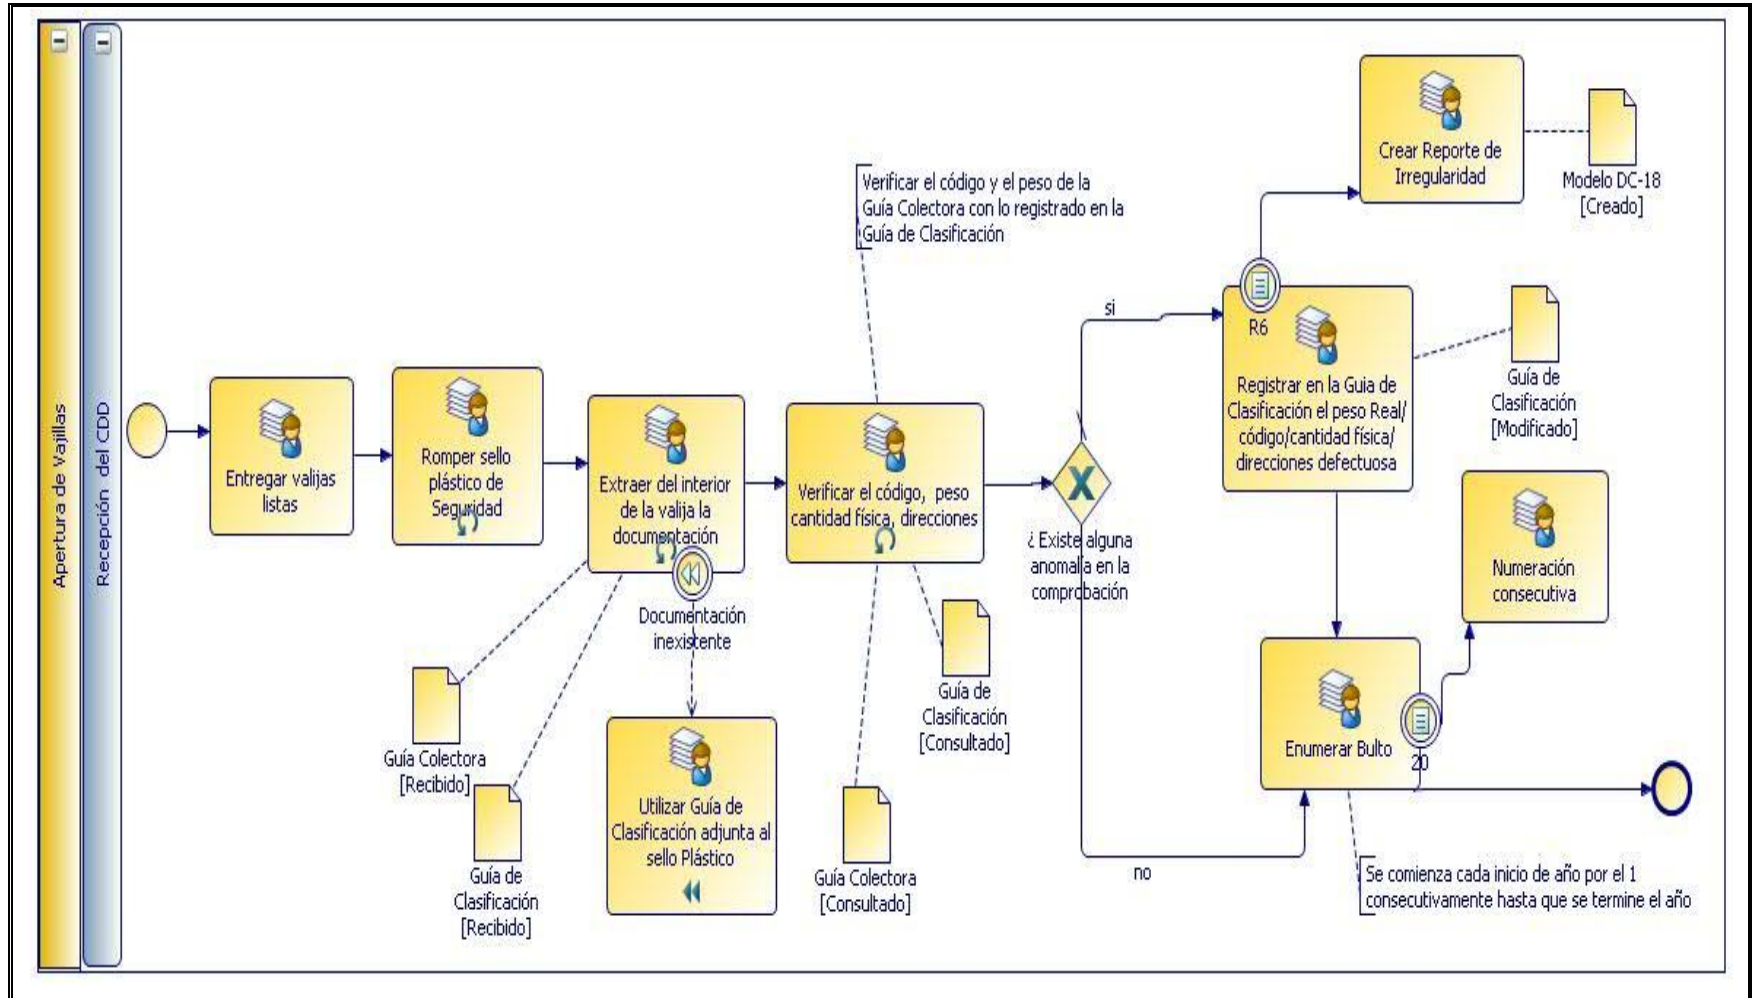 Apertura de Vajillas
Recepción del CDD
Entregar valijas
listas
Romper sello
plástico de
Seguridad
Extraer del interior
de la valija la
documentación
Documentación
inexistente
Guía Colectora
[Recibido]
Guía de
Clasificación
[Recibido]
Utilizar Guía de
Clasificación adjunta al
sello Plástico
Verificar el código y el peso de la
Guía Colectora con lo registrado en la
Guía de Clasificación
Verificar el código, peso
cantidad física, direcciones
Guía de
Clasificación
[Consultado]
Guía Colectora
[Consultado]
¿ Existe alguna
anomalía en la
comprobación
si
no
Crear Reporte de
Irregularidad
Modelo DC-18
[Creado]
R6
Registrar en la Guia de
Clasificación el peso Real/
código/cantidad física/
direcciones defectuosa
Guía de
Clasificación
[Modificado]
Numeración
consecutiva
Enumerar Bulto
20
Se comienza cada inicio de año por el 1
consecutivamente hasta que se termine el año